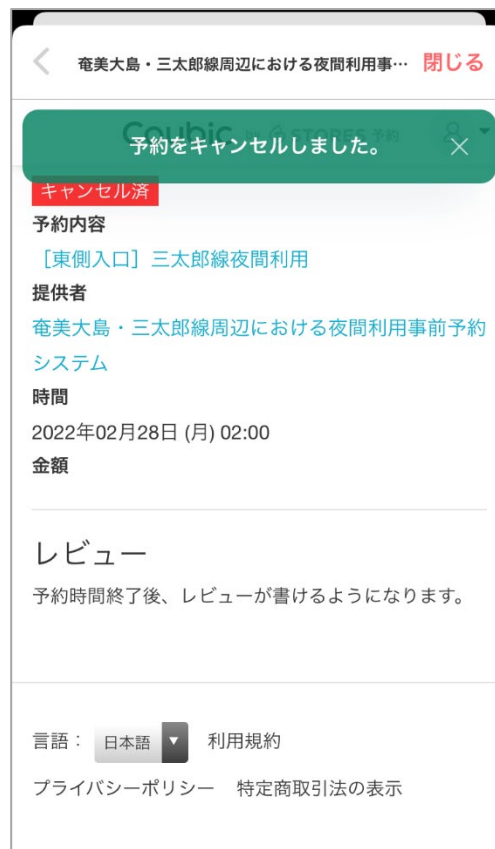 奄美大島・三太郎線周辺における夜間利用事… 閉じる
予約をキャンセルしました。
キャンセル済
予約内容
［東側入口］三太郎線夜間利用
提供者
奄美大島・三太郎線周辺における夜間利用事前予約
システム
時間
2022年02月28日 (月) 02:00
金額
レビュー
予約時間終了後、レビューが書けるようになります。
言語： 日本語 利用規約
プライバシーポリシー 特定商取引法の表示